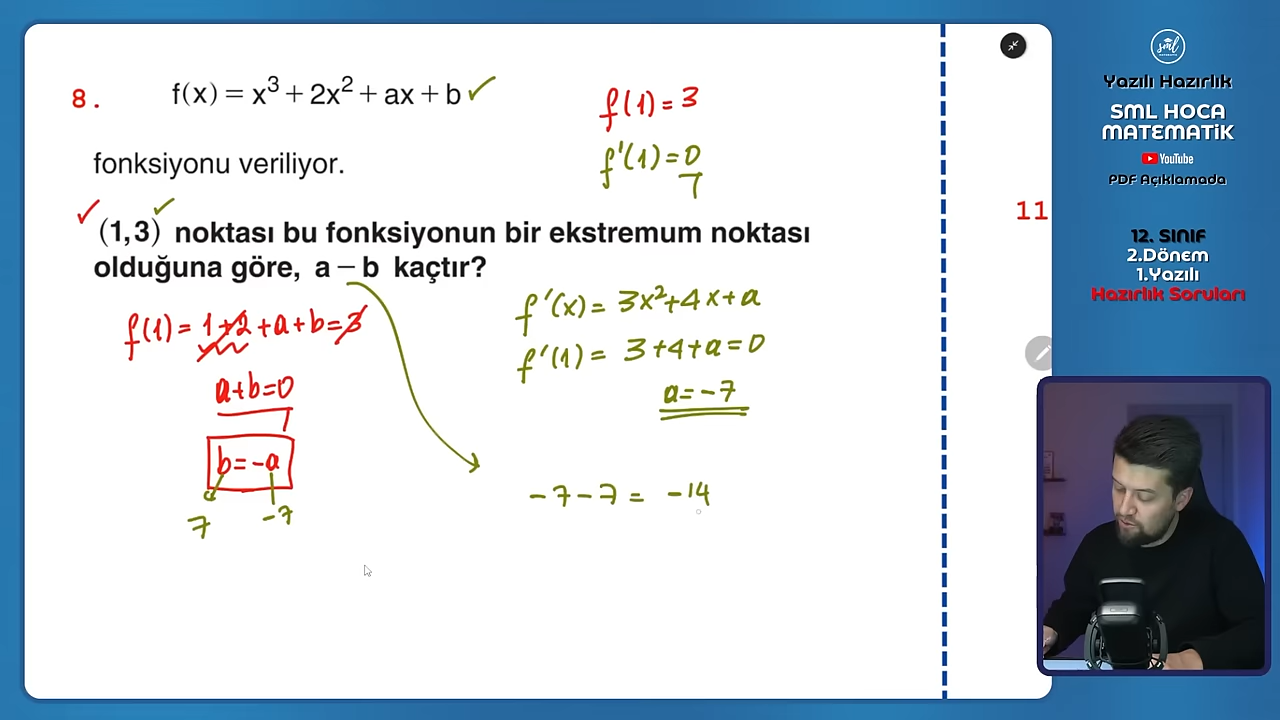 8. f(x) = x³ + 2x² + ax + b ✓
fonksiyonu veriliyor.
(1,3) noktası bu fonksiyonun bir ekstremum noktası
olduğuna göre, a − b kaçtır?
f(1) = 3
f'(1) = 0
f(1) = 1+2+a+b=3
a+b=0
b=-a
7
-7
f'(x) = 3x²+4x+a
f'(1) = 3+4+a=0
a=-7
-7-7 = -14
11
sml
Yazılı Hazırlık
SML HOCA
MATEMATİK
YouTube
PDF Açıklamada
12. SINIF
2.Dönem
1.Yazılı
Hazırlık Soruları